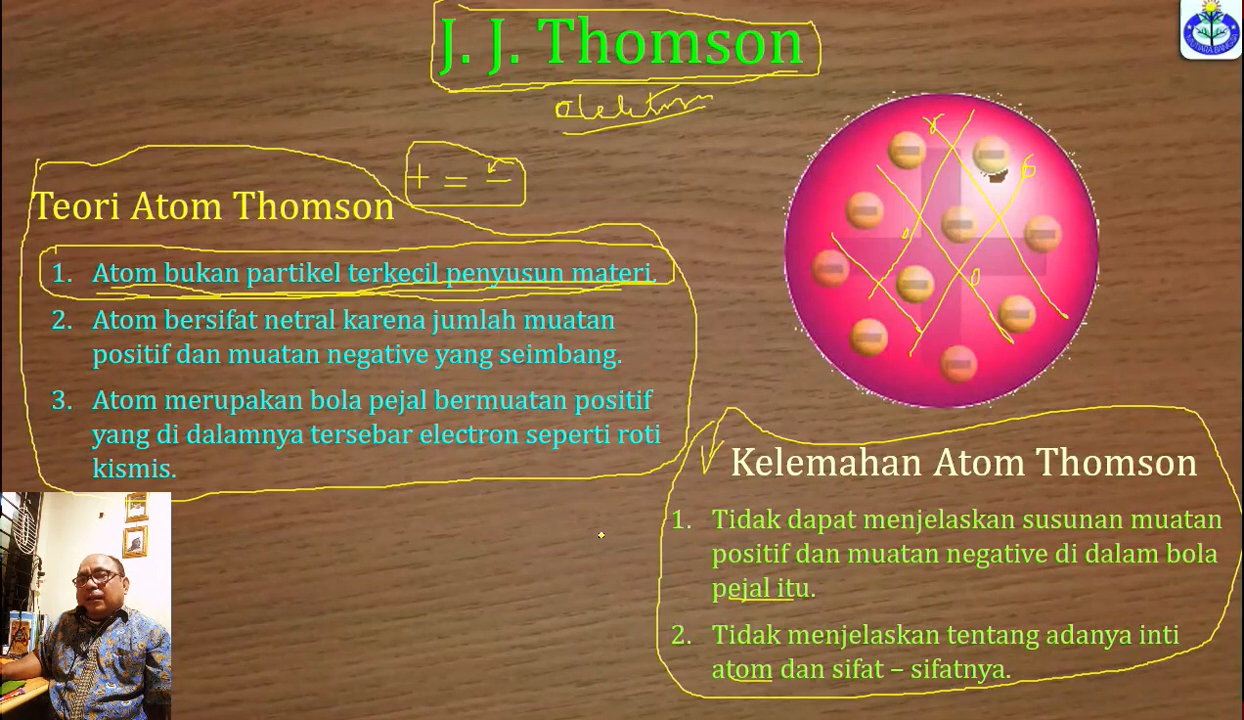 J. J. Thomson
elektron
+ = -
Teori Atom Thomson
1. Atom bukan partikel terkecil penyusun materi.
2. Atom bersifat netral karena jumlah muatan
positif dan muatan negative yang seimbang.
3. Atom merupakan bola pejal bermuatan positif
yang di dalamnya tersebar electron seperti roti
kismis.
Kelemahan Atom Thomson
1. Tidak dapat menjelaskan susunan muatan
positif dan muatan negative di dalam bola
pejal itu.
2. Tidak menjelaskan tentang adanya inti
atom dan sifat – sifatnya.